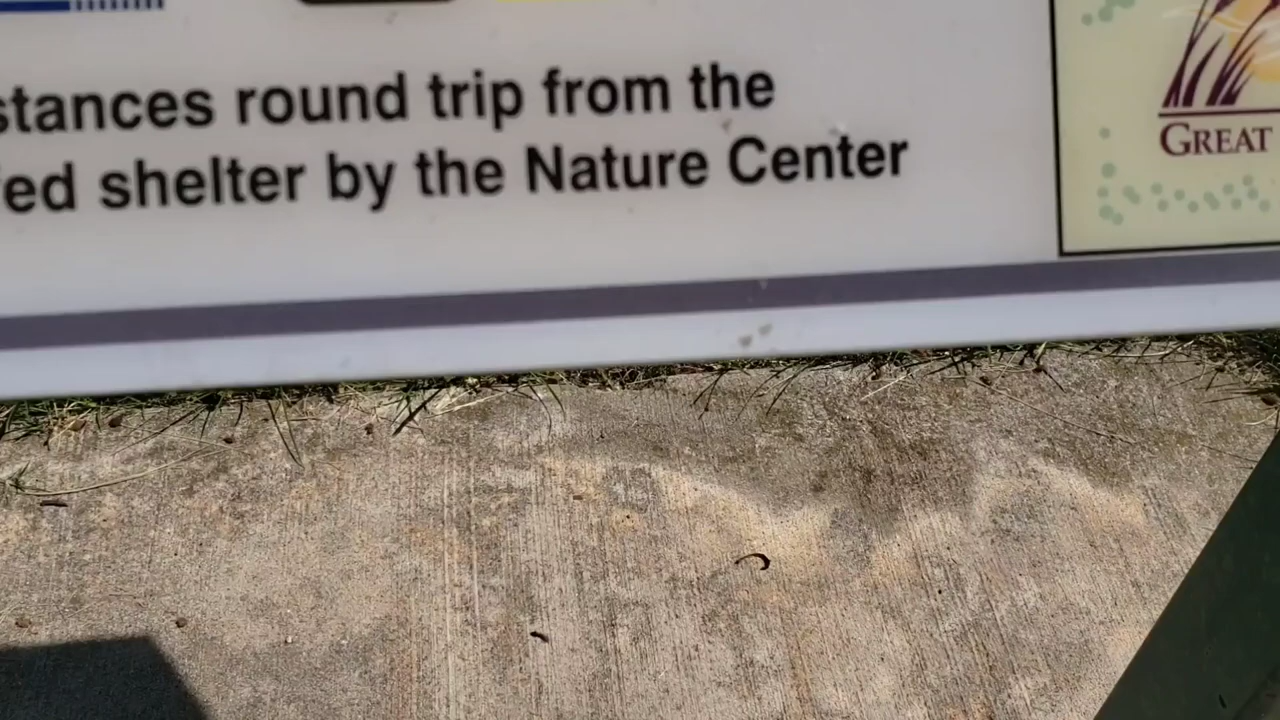 stances round trip from the
ed shelter by the Nature Center
GREAT